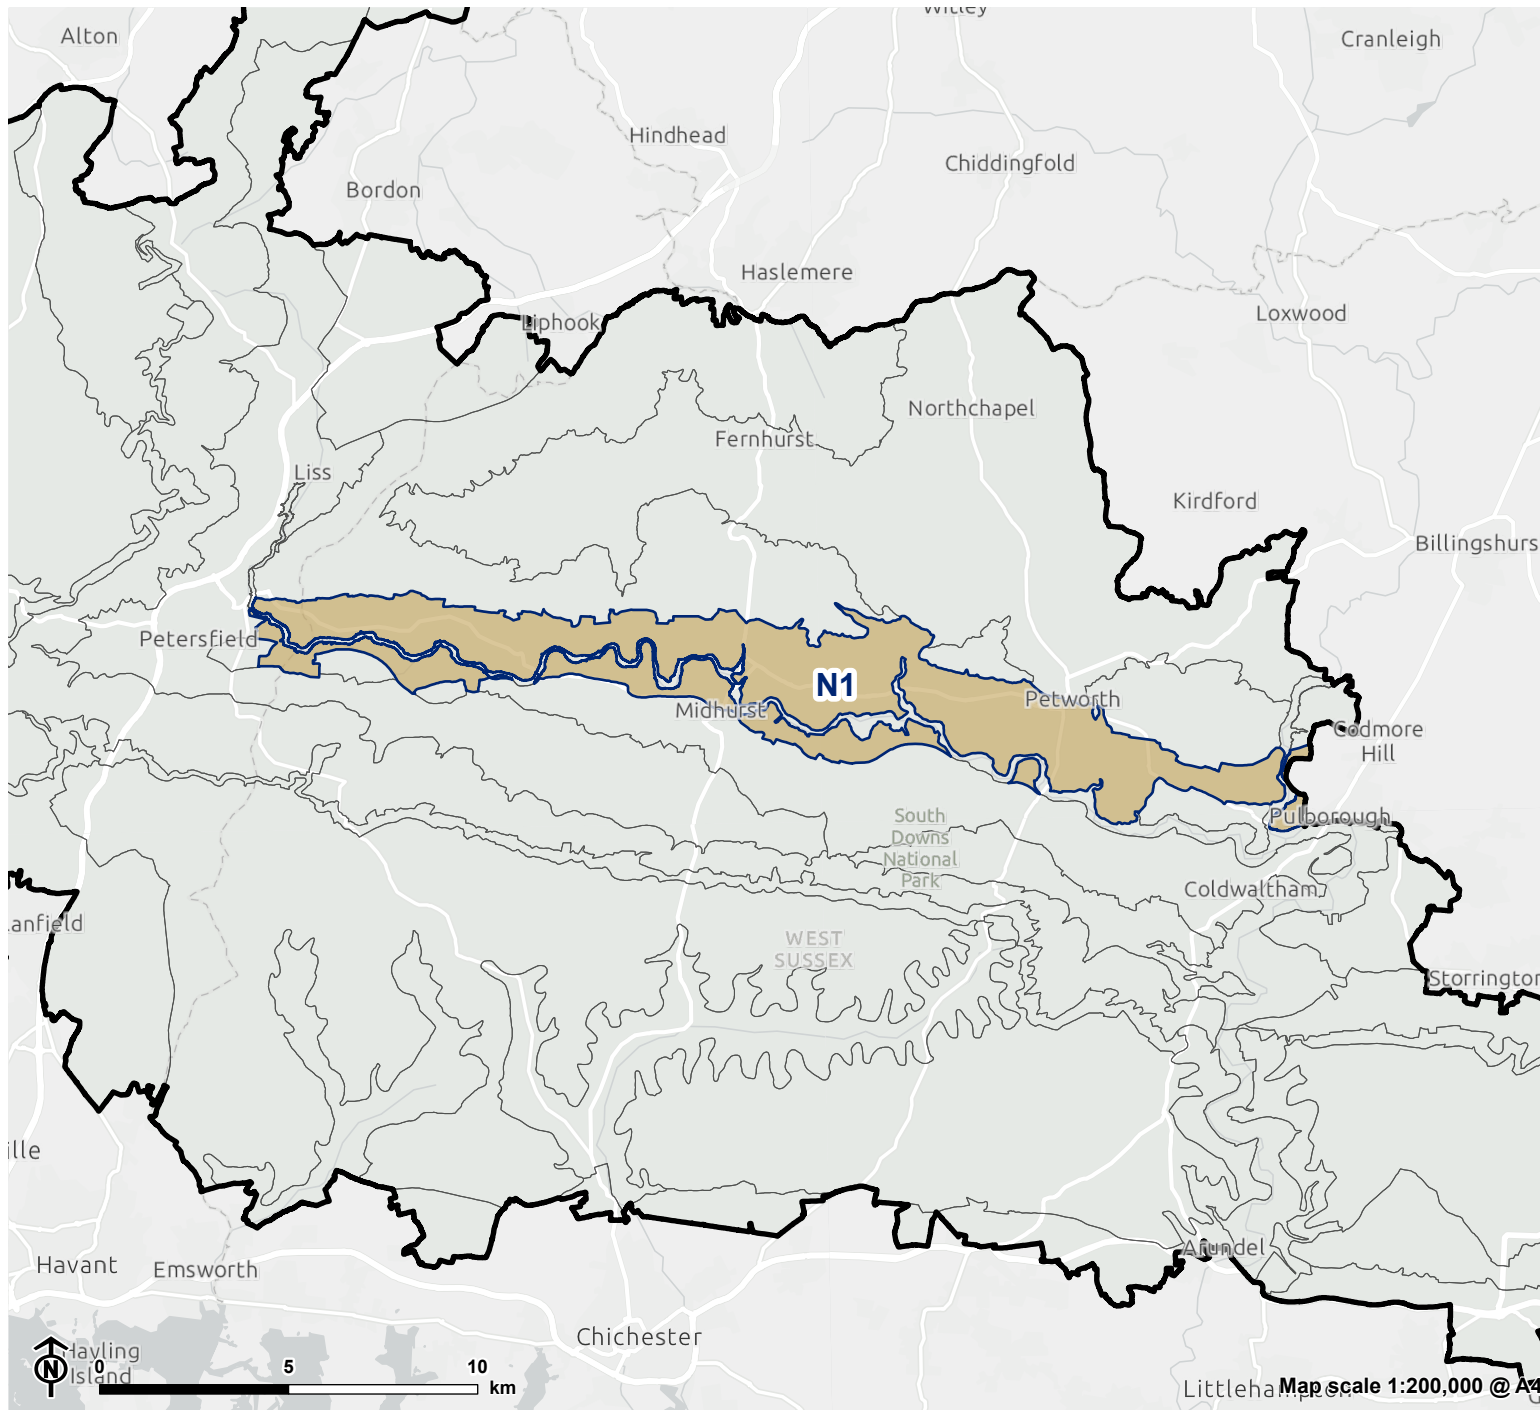 Witley
Alton
Cranleigh
Hindhead
Chiddingfold
Bordon
Haslemere
Loxwood
Liphook
Northchapel
Fernhurst
Liss
Kirdford
Billingshurs
Petersfield
N1
Petworth
Midhurst
Codmore
Hill
Pulborough
South
Downs
National
Park
Coldwaltham
anfield
WEST
SUSSEX
Storrington
ille
Arundel
Havant
Emsworth
Chichester
Hayling
Island
N
0
5
10
km
Littlehampton
Map scale 1:200,000 @ A4